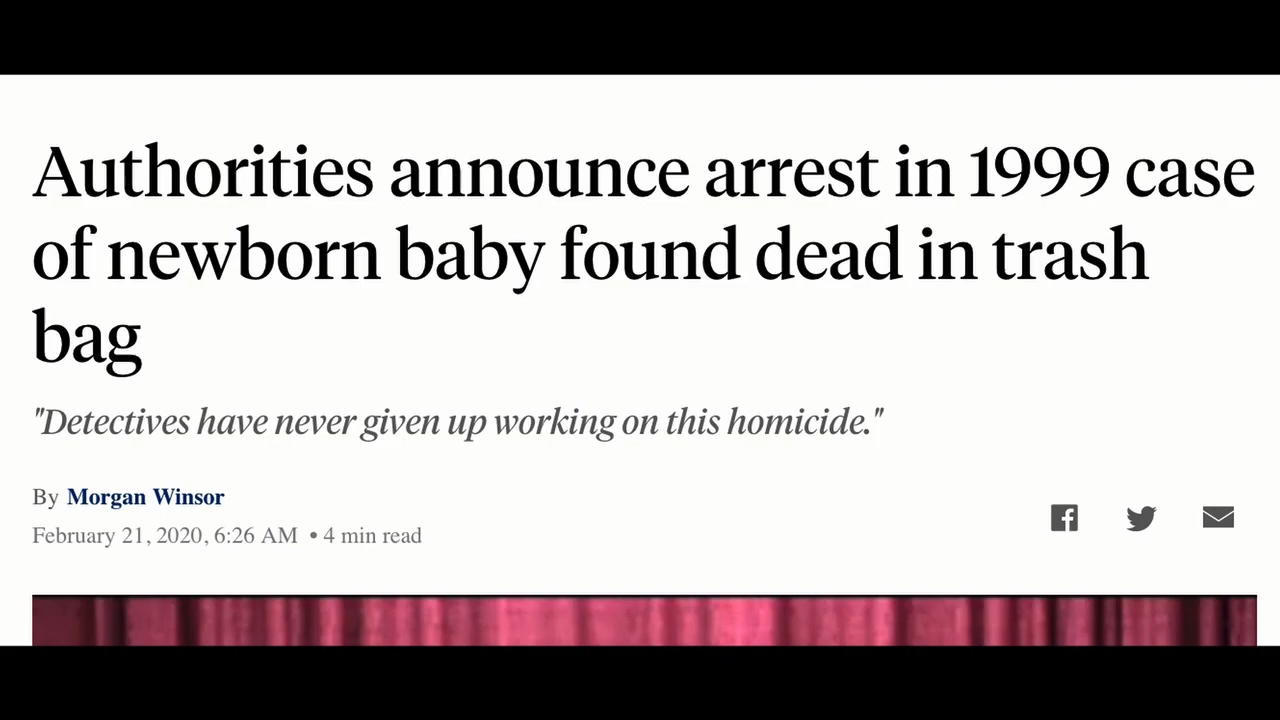 Authorities announce arrest in 1999 case
of newborn baby found dead in trash
bag
"Detectives have never given up working on this homicide."
By Morgan Winsor
February 21, 2020, 6:26 AM • 4 min read